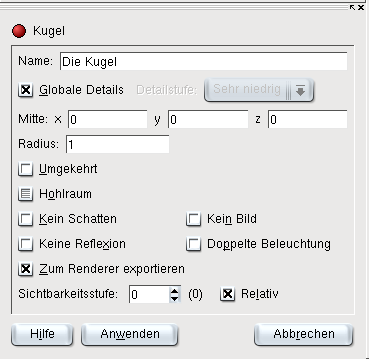 Kugel
Name: Die Kugel
Globale Details Detailstufe: Sehr niedrig
Mitte: x 0 y 0 z 0
Radius: 1
Umgekehrt
Hohlraum
Kein Schatten Kein Bild
Keine Reflexion Doppelte Beleuchtung
Zum Renderer exportieren
Sichtbarkeitsstufe: 0 (0) Relativ
Hilfe Anwenden Abbrechen